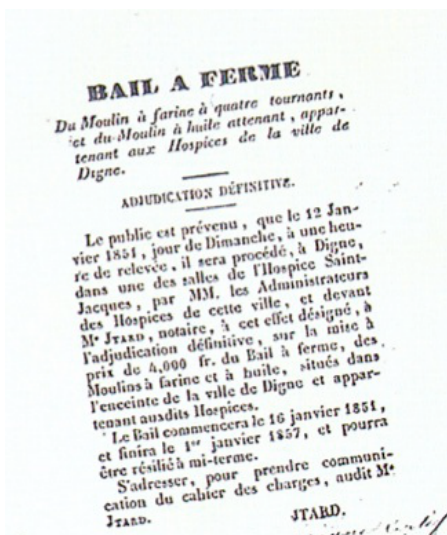 BAIL A FERME
Du Moulin à farine à quatre tournants,
et du Moulin à huile attenant, appar-
tenant aux Hospices de la ville de
Digne.
ADJUDICATION DÉFINITIVE.
Le public est prévenu, que le 12 Jan-
vier 1851, jour de Dimanche, à une heu-
re de relevée, il sera procédé, à Digne,
dans une des salles de l'Hospice Saint-
Jacques, par MM. les Administrateurs
des Hospices de cette ville, et devant
Me JTARD, notaire, à cet effet désigné, à
l'adjudication définitive, sur la mise à
prix de 4,000 fr. du Bail à ferme, des
Moulins à farine et à huile, situés dans
l'enceinte de la ville de Digne et appar-
tenant auxdits Hospices.
Le Bail commencera le 16 janvier 1851,
et finira le 1er janvier 1857, et pourra
être résilié à mi-terme.
S'adresser, pour prendre communi-
cation du cahier des charges, audit Me
JTARD.
JTARD.